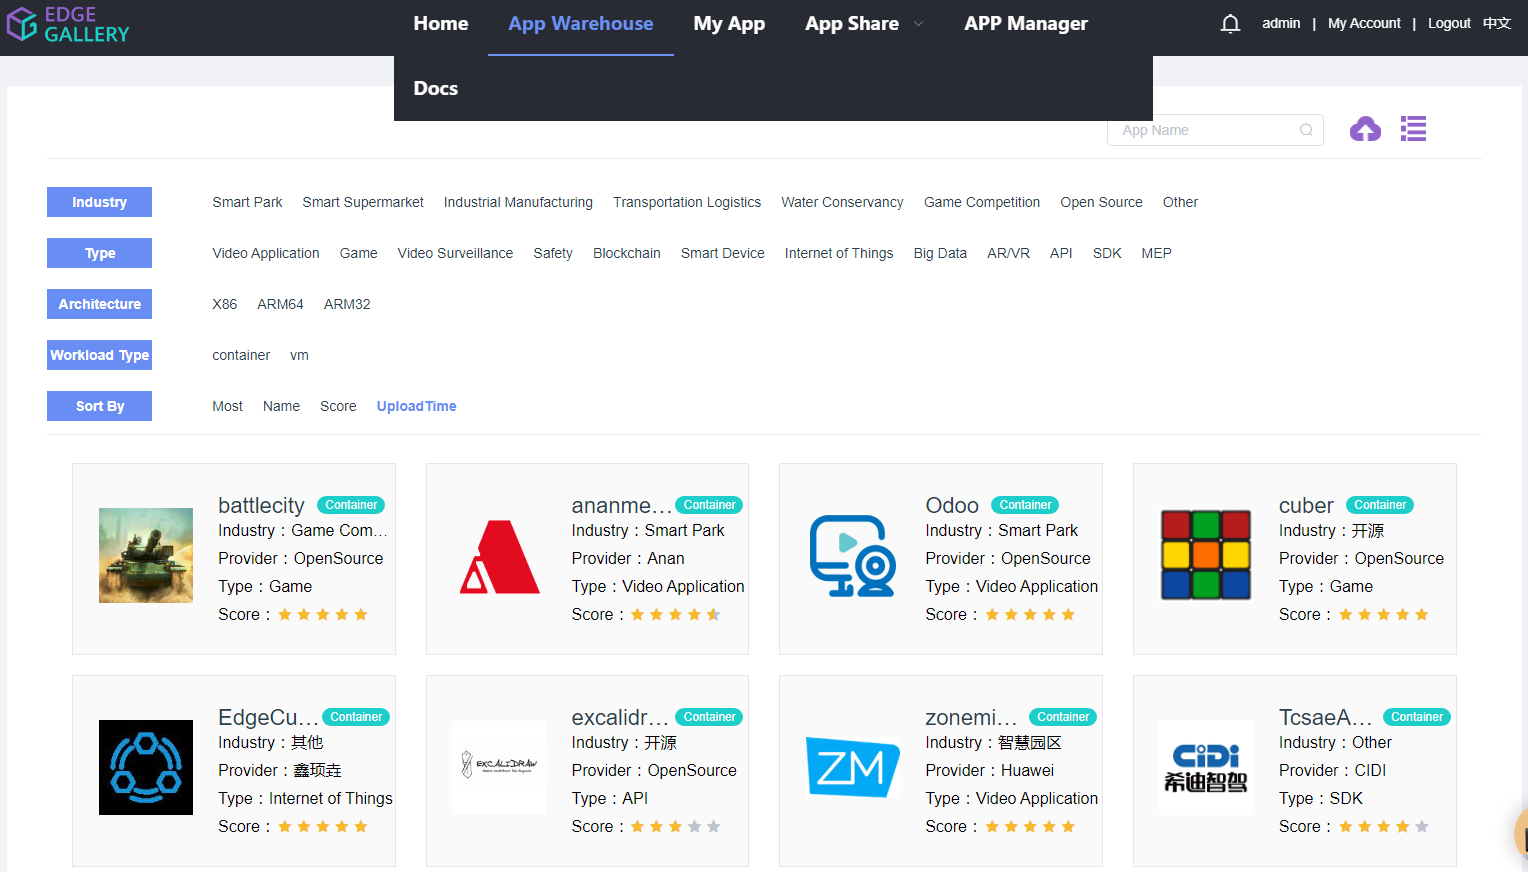 EDGE GALLERY
Home App Warehouse My App App Share APP Manager
admin | My Account | Logout 中文
Docs
App Name
Industry Smart Park Smart Supermarket Industrial Manufacturing Transportation Logistics Water Conservancy Game Competition Open Source Other
Type Video Application Game Video Surveillance Safety Blockchain Smart Device Internet of Things Big Data AR/VR API SDK MEP
Architecture X86 ARM64 ARM32
Workload Type container vm
Sort By Most Name Score UploadTime
battlecity Container
Industry：Game Com...
Provider：OpenSource
Type：Game
Score：
ananme... Container
Industry：Smart Park
Provider：Anan
Type：Video Application
Score：
Odoo Container
Industry：Smart Park
Provider：OpenSource
Type：Video Application
Score：
cuber Container
Industry：开源
Provider：OpenSource
Type：Game
Score：
EdgeCu... Container
Industry：其他
Provider：鑫顼垚
Type：Internet of Things
Score：
EXCALIDRAW
excalidr... Container
Industry：开源
Provider：OpenSource
Type：API
Score：
ZM
zonemi... Container
Industry：智慧园区
Provider：Huawei
Type：Video Application
Score：
CiDi
希迪智驾
TcsaeA... Container
Industry：Other
Provider：CIDI
Type：SDK
Score：